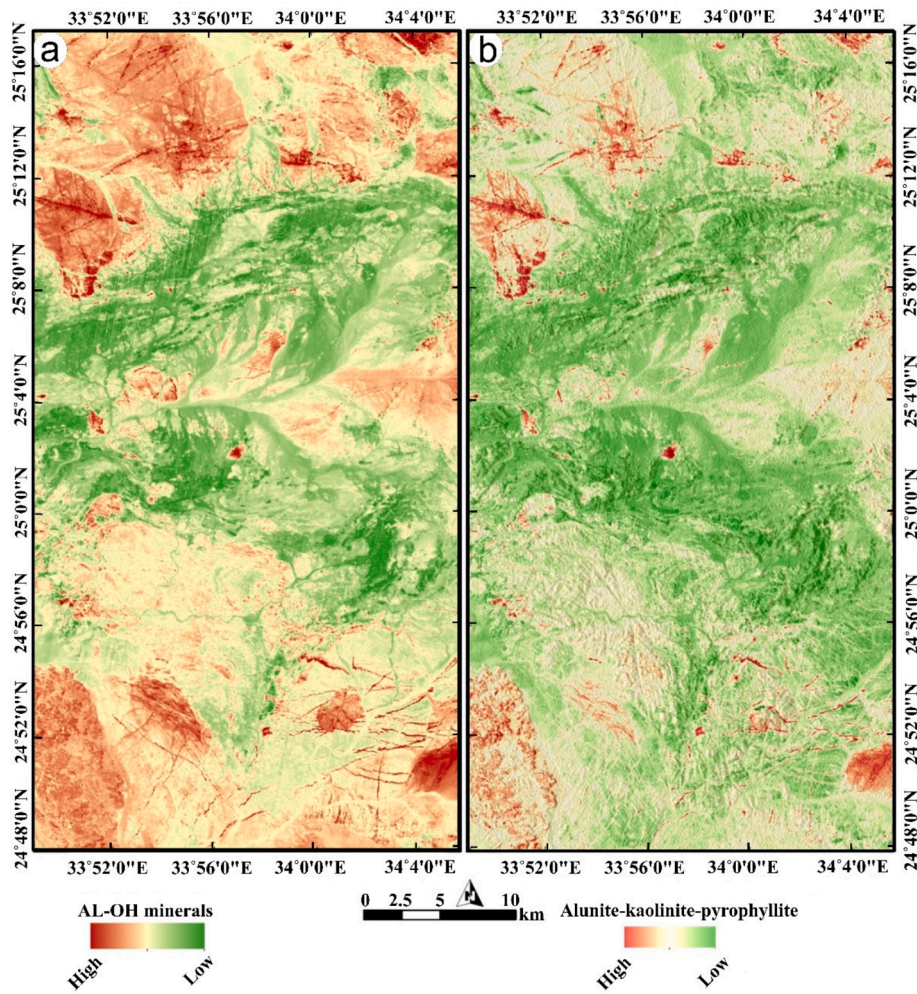 33°52'0"E 33°56'0"E 34°0'0"E 34°4'0"E 33°52'0"E 33°56'0"E 34°0'0"E 34°4'0"E
a b
25°16'0"N 25°16'0"N
25°12'0"N 25°12'0"N
25°8'0"N 25°8'0"N
25°4'0"N 25°4'0"N
25°0'0"N 25°0'0"N
24°56'0"N 24°56'0"N
24°52'0"N 24°52'0"N
24°48'0"N 24°48'0"N
33°52'0"E 33°56'0"E 34°0'0"E 34°4'0"E 33°52'0"E 33°56'0"E 34°0'0"E 34°4'0"E
AL-OH minerals
High Low
0 2.5 5 10
km
N
Alunite-kaolinite-pyrophyllite
High Low